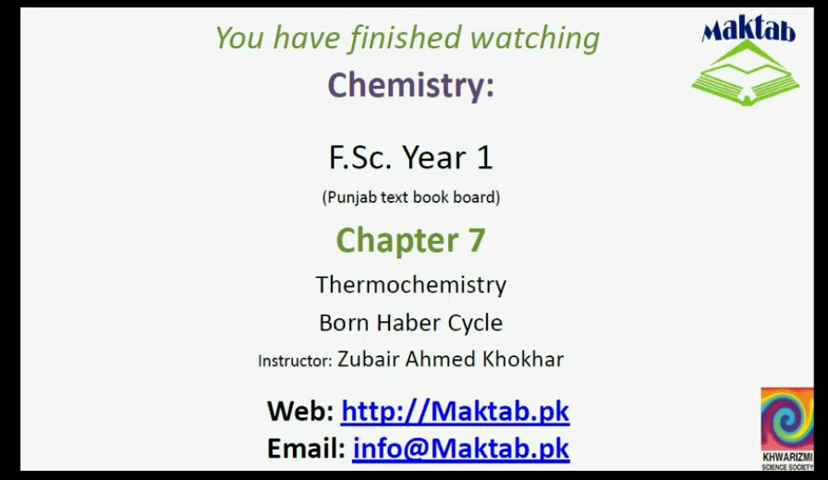 You have finished watching
Maktab
Chemistry:
F.Sc. Year 1
(Punjab text book board)
Chapter 7
Thermochemistry
Born Haber Cycle
Instructor: Zubair Ahmed Khokhar
Web: http://Maktab.pk
Email: info@Maktab.pk
KHWARIZMI
SCIENCE SOCIETY